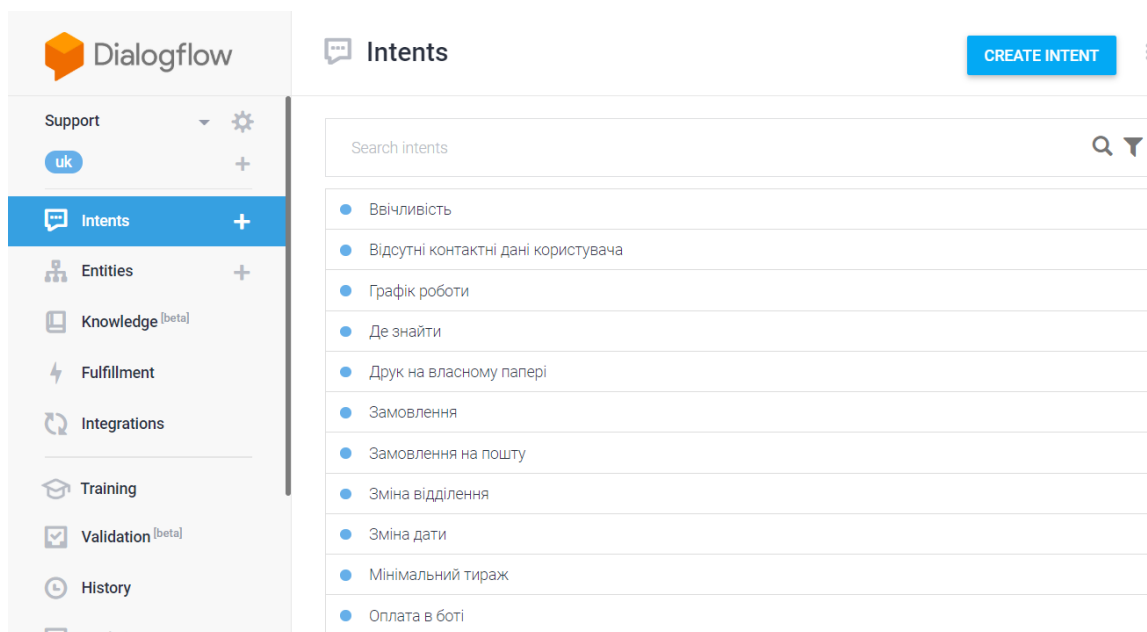 Dialogflow
Intents
CREATE INTENT
Support
uk
Intents
Entities
Knowledge [beta]
Fulfillment
Integrations
Training
Validation [beta]
History
Search intents
Ввічливість
Відсутні контактні дані користувача
Графік роботи
Де знайти
Друк на власному папері
Замовлення
Замовлення на пошту
Зміна відділення
Зміна дати
Мінімальний тираж
Оплата в боті